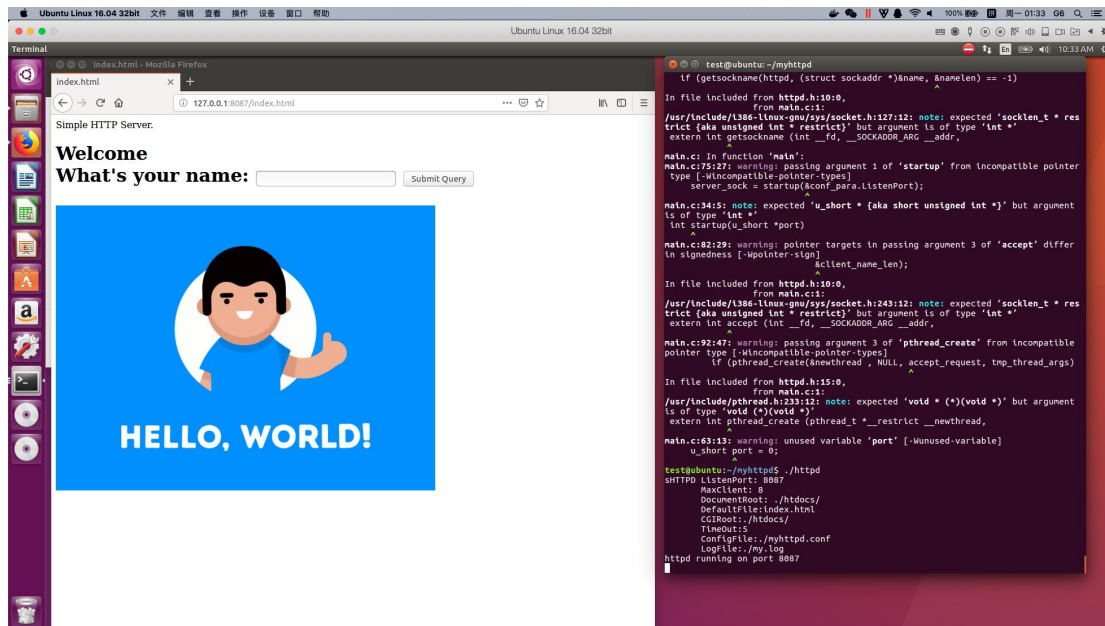 Ubuntu Linux 16.04 32bit 文件 编辑 查看 操作 设备 窗口 帮助
100% 周一01:33 G6
Ubuntu Linux 16.04 32bit
Terminal
En 10:33 AM
index.html - Mozilla Firefox
index.html
127.0.0.1:8087/index.html
Simple HTTP Server.
Welcome
What's your name: Submit Query
HELLO, WORLD!
test@ubuntu: ~/myhttpd
if (getsockname(httpd, (struct sockaddr *)&name, &namelen) == -1)
^
In file included from httpd.h:10:0,
from main.c:1:
/usr/include/i386-linux-gnu/sys/socket.h:127:12: note: expected ‘socklen_t * res
trict {aka unsigned int * restrict}’ but argument is of type ‘int *’
extern int getsockname (int __fd, __SOCKADDR_ARG __addr,
^
main.c: In function ‘main’:
main.c:75:27: warning: passing argument 1 of ‘startup’ from incompatible pointer
type [-Wincompatible-pointer-types]
server_sock = startup(&conf_para.ListenPort);
^
main.c:34:5: note: expected ‘u_short * {aka short unsigned int *}’ but argument
is of type ‘int *’
int startup(u_short *port)
^
main.c:82:29: warning: pointer targets in passing argument 3 of ‘accept’ differ
in signedness [-Wpointer-sign]
&client_name_len);
^
In file included from httpd.h:10:0,
from main.c:1:
/usr/include/i386-linux-gnu/sys/socket.h:243:12: note: expected ‘socklen_t * res
trict {aka unsigned int * restrict}’ but argument is of type ‘int *’
extern int accept (int __fd, __SOCKADDR_ARG __addr,
^
main.c:92:47: warning: passing argument 3 of ‘pthread_create’ from incompatible
pointer type [-Wincompatible-pointer-types]
if (pthread_create(&newthread , NULL, accept_request, tmp_thread_args)
^
In file included from httpd.h:15:0,
from main.c:1:
/usr/include/pthread.h:233:12: note: expected ‘void * (*)(void *)’ but argument
is of type ‘void (*)(void *)’
extern int pthread_create (pthread_t *__restrict __newthread,
^
main.c:63:13: warning: unused variable ‘port’ [-Wunused-variable]
u_short port = 0;
^
test@ubuntu:~/myhttpd$ ./httpd
sHTTPD ListenPort: 8087
MaxClient: 8
DocumentRoot: ./htdocs/
DefaultFile:index.html
CGIRoot:./htdocs/
TimeOut:5
ConfigFile:./myhttpd.conf
LogFile:./my.log
httpd running on port 8087